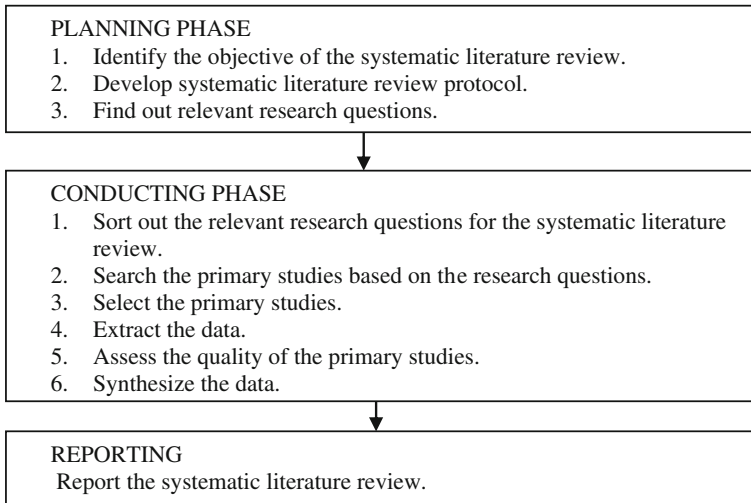 PLANNING PHASE
1. Identify the objective of the systematic literature review.
2. Develop systematic literature review protocol.
3. Find out relevant research questions.
CONDUCTING PHASE
1. Sort out the relevant research questions for the systematic literature
review.
2. Search the primary studies based on the research questions.
3. Select the primary studies.
4. Extract the data.
5. Assess the quality of the primary studies.
6. Synthesize the data.
REPORTING
Report the systematic literature review.